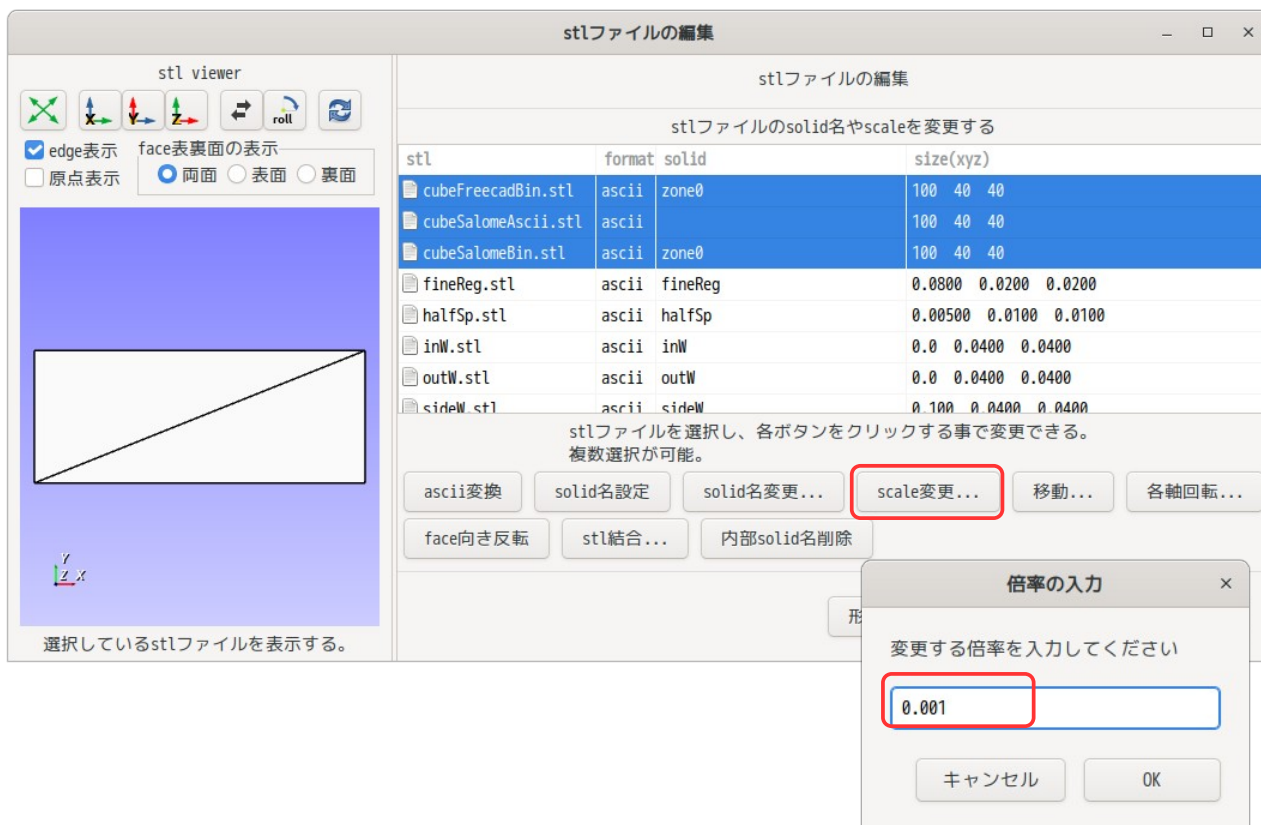 stlファイルの編集
stl viewer
X Y Z roll
edge表示
原点表示
face表裏面の表示
両面 表面 裏面
Y
Z X
選択しているstlファイルを表示する。
stlファイルの編集
stlファイルのsolid名やscaleを変更する
stl format solid size(xyz)
cubeFreecadBin.stl ascii zone0 100 40 40
cubeSalomeAscii.stl ascii 100 40 40
cubeSalomeBin.stl ascii zone0 100 40 40
fineReg.stl ascii fineReg 0.0800 0.0200 0.0200
halfSp.stl ascii halfSp 0.00500 0.0100 0.0100
inW.stl ascii inW 0.0 0.0400 0.0400
outW.stl ascii outW 0.0 0.0400 0.0400
sideW.stl ascii sideW 0.100 0.0400 0.0400
stlファイルを選択し、各ボタンをクリックする事で変更できる。
複数選択が可能。
ascii変換 solid名設定 solid名変更... scale変更... 移動... 各軸回転...
face向き反転 stl結合... 内部solid名削除
形
倍率の入力
変更する倍率を入力してください
0.001
キャンセル OK